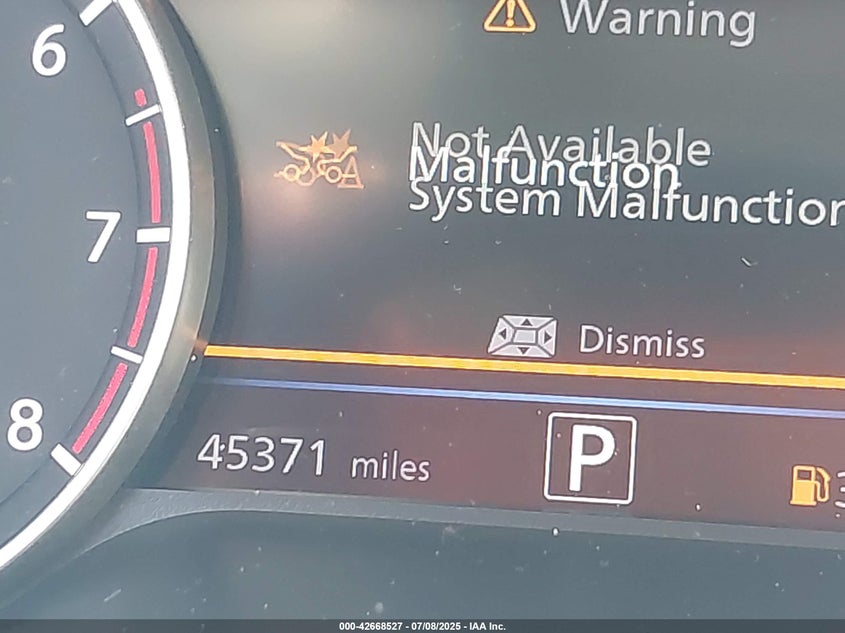 6
Warning
Not Available
Malfunction
System Malfunction
7
Dismiss
8
45371 miles
P
3
000-42668527 - 07/08/2025 - IAA Inc.